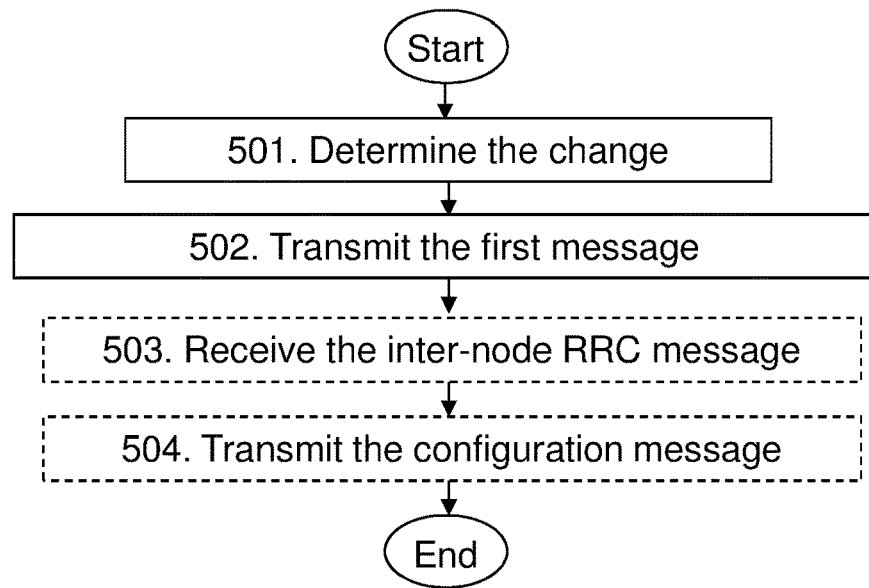 Start
501. Determine the change
502. Transmit the first message
503. Receive the inter-node RRC message
504. Transmit the configuration message
End